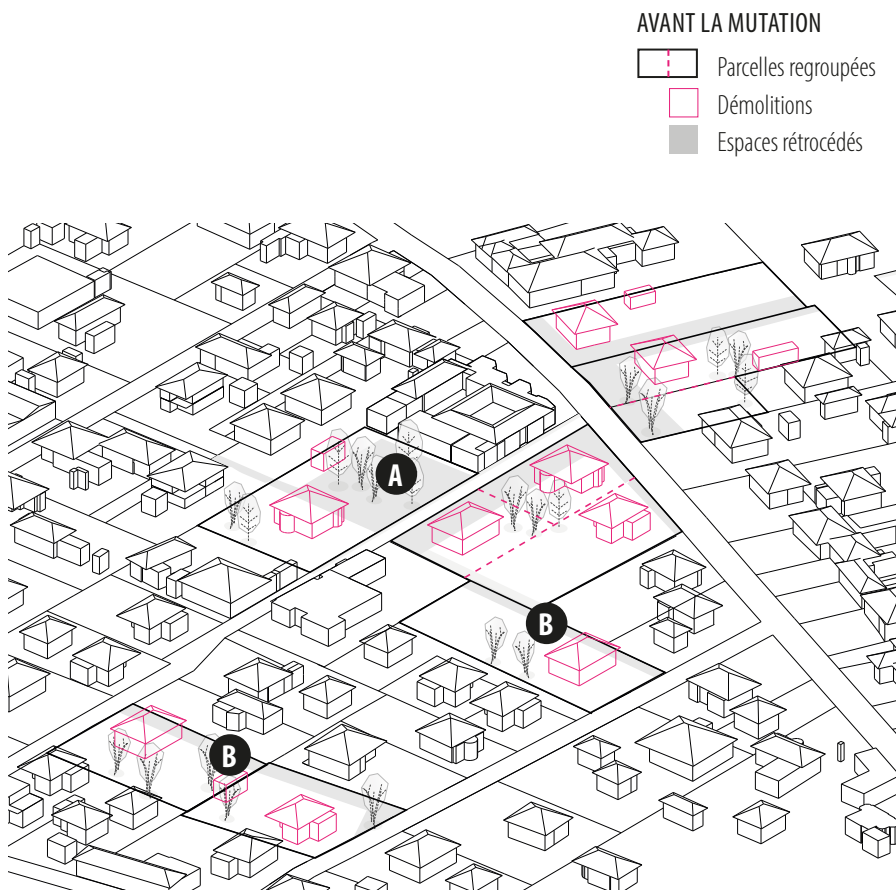 AVANT LA MUTATION
Parcelles regroupées
Démolitions
Espaces rétrocédés
A
B
B